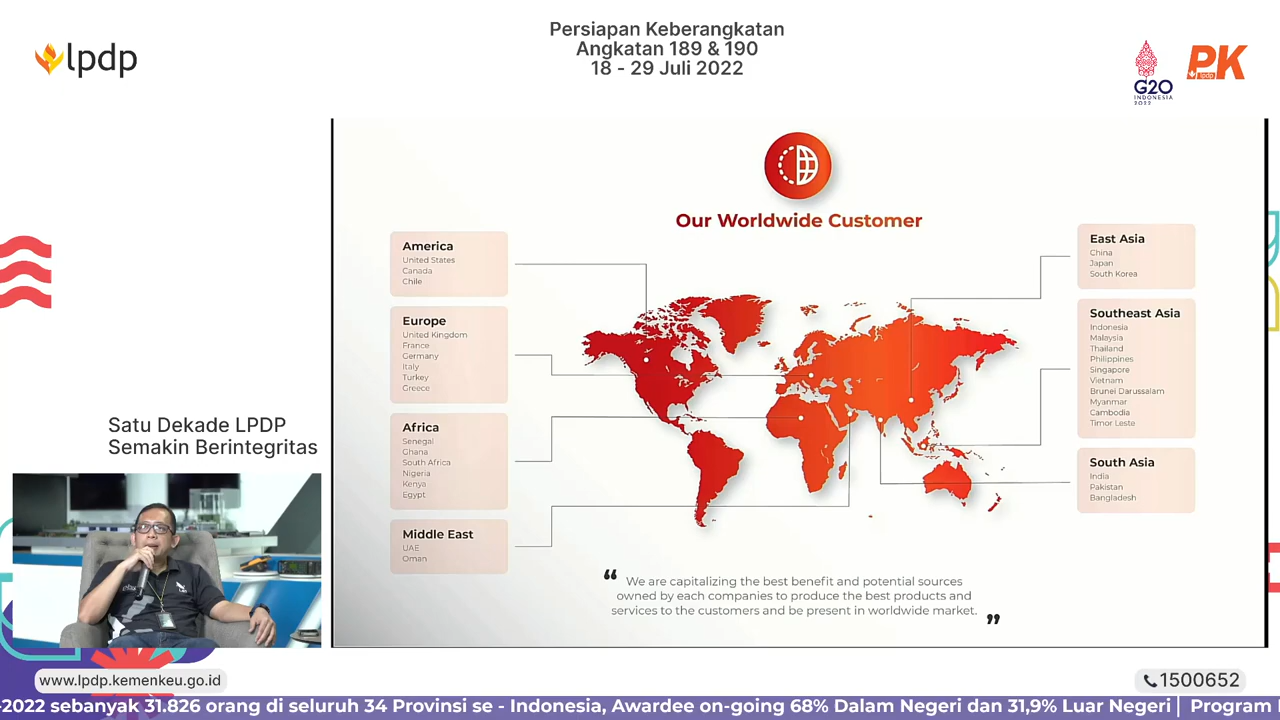 lpdp
Persiapan Keberangkatan
Angkatan 189 & 190
18 - 29 Juli 2022
G20
INDONESIA
2022
PK
lpdp
Our Worldwide Customer
America
United States
Canada
Chile
Europe
United Kingdom
France
Germany
Italy
Turkey
Greece
Africa
Senegal
Ghana
South Africa
Nigeria
Kenya
Egypt
Middle East
UAE
Oman
East Asia
China
Japan
South Korea
Southeast Asia
Indonesia
Malaysia
Thailand
Philippines
Singapore
Vietnam
Brunei Darussalam
Myanmar
Cambodia
Timor Leste
South Asia
India
Pakistan
Bangladesh
“ We are capitalizing the best benefit and potential sources
owned by each companies to produce the best products and
services to the customers and be present in worldwide market. ”
Satu Dekade LPDP
Semakin Berintegritas
www.lpdp.kemenkeu.go.id
1500652
-2022 sebanyak 31.826 orang di seluruh 34 Provinsi se - Indonesia, Awardee on-going 68% Dalam Negeri dan 31,9% Luar Negeri | Program